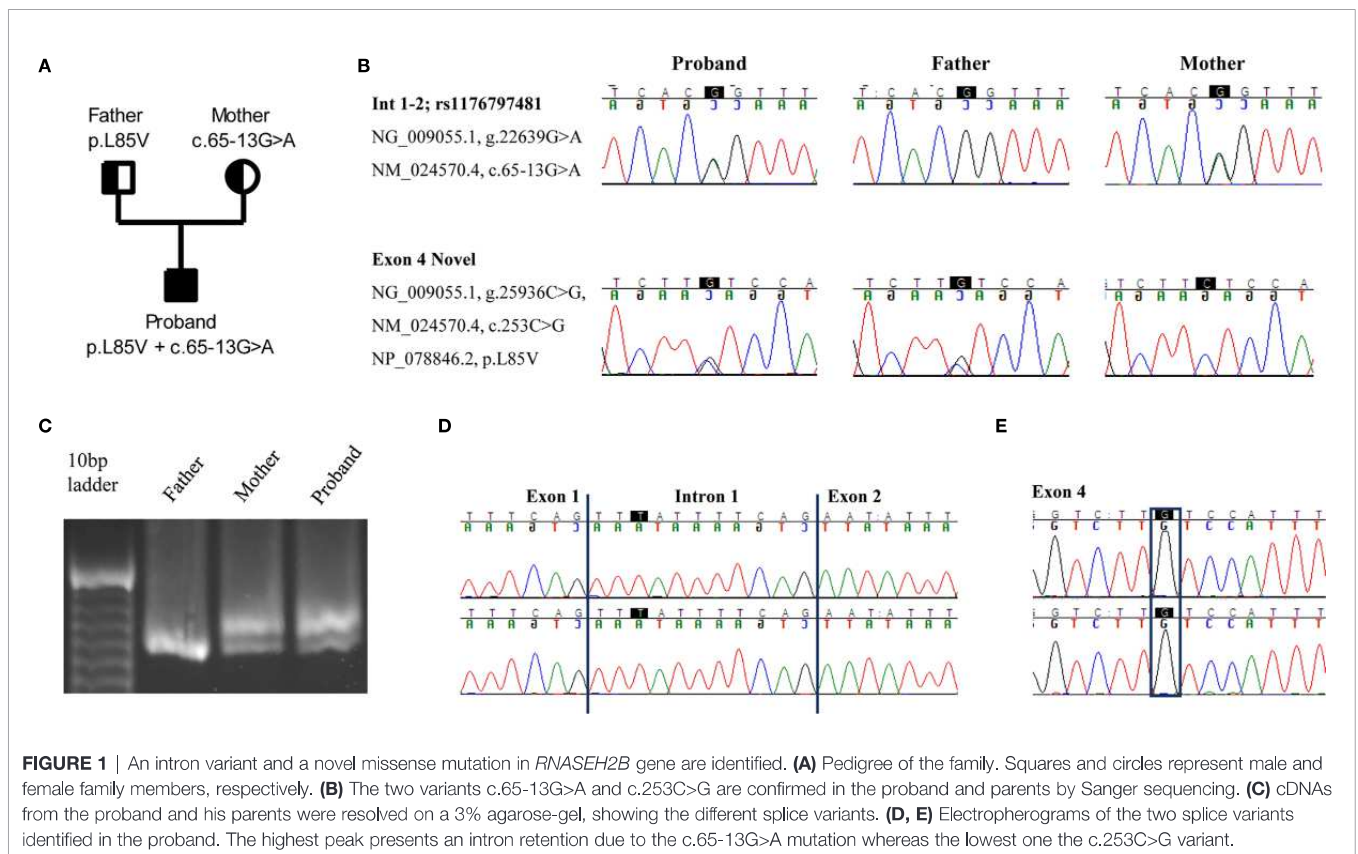 A
Father
p.L85V
Mother
c.65-13G>A
Proband
p.L85V + c.65-13G>A
B
Proband
Father
Mother
Int 1-2; rs1176797481
NG_009055.1, g.22639G>A
NM_024570.4, c.65-13G>A
T C A C G G T T T
T : C A C G G T T T
T C A C G G T T T
Exon 4 Novel
NG_009055.1, g.25936C>G,
NM_024570.4, c.253C>G
NP_078846.2, p.L85V
T C T T G T C C A
T C T T G T C C A
T C T T C T C C A
C
10bp
ladder
Father
Mother
Proband
D
Exon 1
Intron 1
Exon 2
T T T C A G T T T A T T T T C A G A A T : A T T T
T T T C A G T T T A T T T T C A G A A T : A T T T
E
Exon 4
G T C : T T G T C C A T T T
G T C T T G T C C A T T T
G T C : T T G T C C A T T T
G T C T T G T C C A T T T
FIGURE 1 | An intron variant and a novel missense mutation in RNASEH2B gene are identified. (A) Pedigree of the family. Squares and circles represent male and
female family members, respectively. (B) The two variants c.65-13G>A and c.253C>G are confirmed in the proband and parents by Sanger sequencing. (C) cDNAs
from the proband and his parents were resolved on a 3% agarose-gel, showing the different splice variants. (D, E) Electropherograms of the two splice variants
identified in the proband. The highest peak presents an intron retention due to the c.65-13G>A mutation whereas the lowest one the c.253C>G variant.